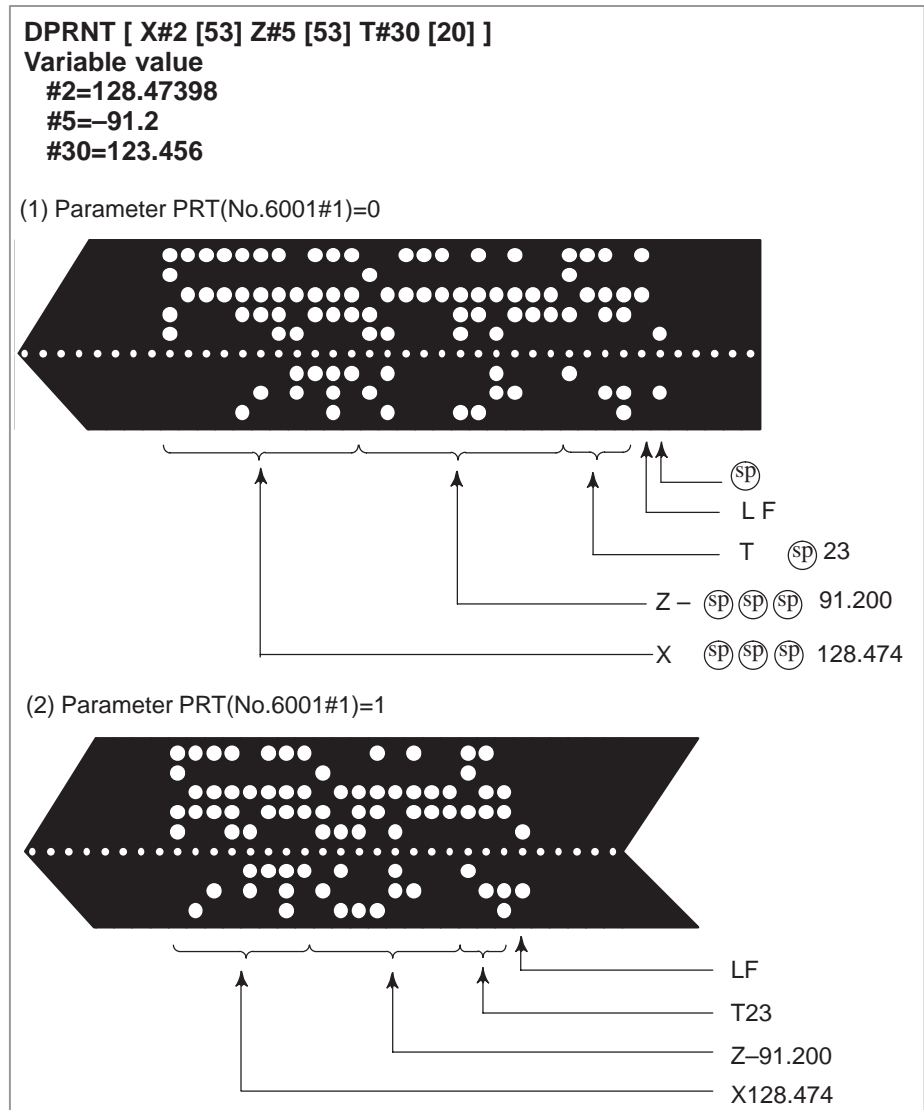 DPRNT [ X#2 [53] Z#5 [53] T#30 [20] ]
Variable value
#2=128.47398
#5=–91.2
#30=123.456
(1) Parameter PRT(No.6001#1)=0
sp
L F
T sp 23
Z – sp sp sp 91.200
X sp sp sp 128.474
(2) Parameter PRT(No.6001#1)=1
LF
T23
Z–91.200
X128.474